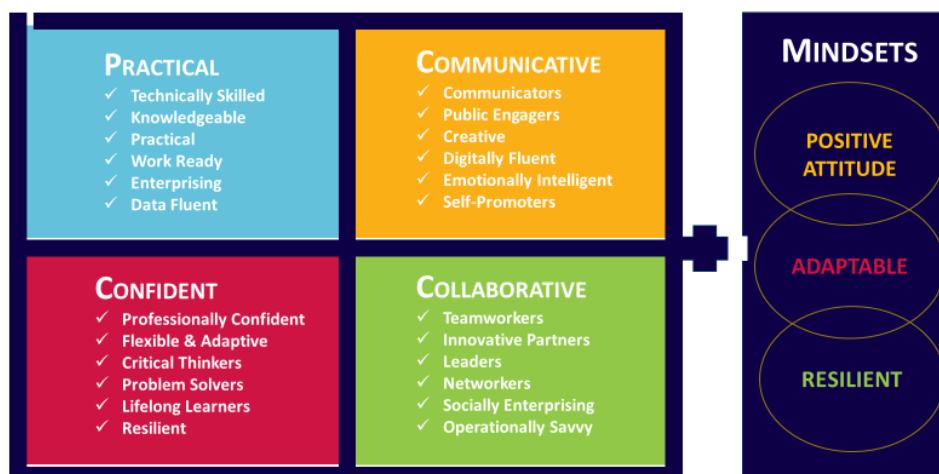 PRACTICAL
✓ Technically Skilled
✓ Knowledgeable
✓ Practical
✓ Work Ready
✓ Enterprising
✓ Data Fluent
COMMUNICATIVE
✓ Communicators
✓ Public Engagers
✓ Creative
✓ Digitally Fluent
✓ Emotionally Intelligent
✓ Self-Promoters
CONFIDENT
✓ Professionally Confident
✓ Flexible & Adaptive
✓ Critical Thinkers
✓ Problem Solvers
✓ Lifelong Learners
✓ Resilient
COLLABORATIVE
✓ Teamworkers
✓ Innovative Partners
✓ Leaders
✓ Networkers
✓ Socially Enterprising
✓ Operationally Savvy
MINDSETS
POSITIVE
ATTITUDE
ADAPTABLE
RESILIENT